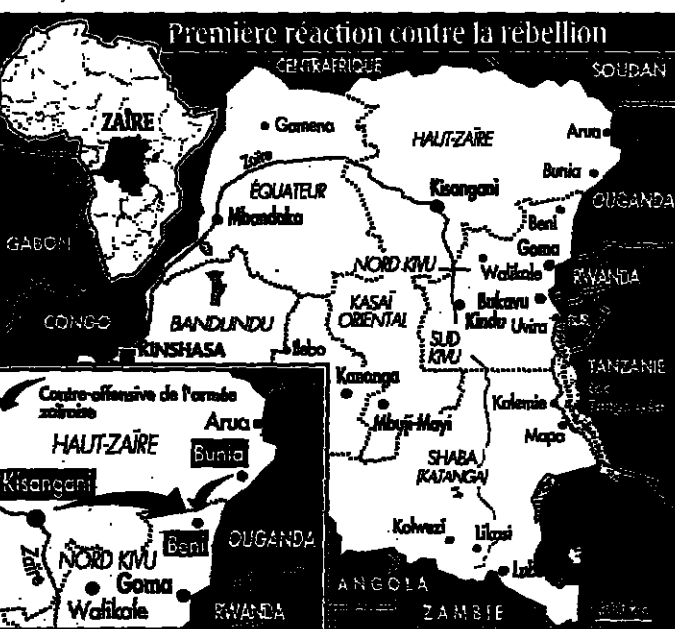 Première réaction contre la rébellion
CENTRAFRIQUE
SOUDAN
ZAÏRE
Gamena
HAUT-ZAÏRE
Arua
Zaïre
Bunia
ÉQUATEUR
Kisangani
OUGANDA
Mbandaka
Beni
GABON
Goma
NORD KIVU
Walikale
RWANDA
KASAÏ
ORIENTAL
Bukavu
CONGO
BANDUNDU
Kindu
Uvira
SUD
KIVU
KINSHASA
Ilebo
TANZANIE
Kananga
Kalemie
Mbuji-Mayi
Mapa
SHABA
(KATANGA)
Kolwezi
Likasi
ANGOLA
ZAMBIE
Contre-offensive de l'armée
zaïroise
Arua
HAUT-ZAÏRE
Bunia
Kisangani
Beni
OUGANDA
Zaïre
NORD KIVU
Goma
Walikale
RWANDA